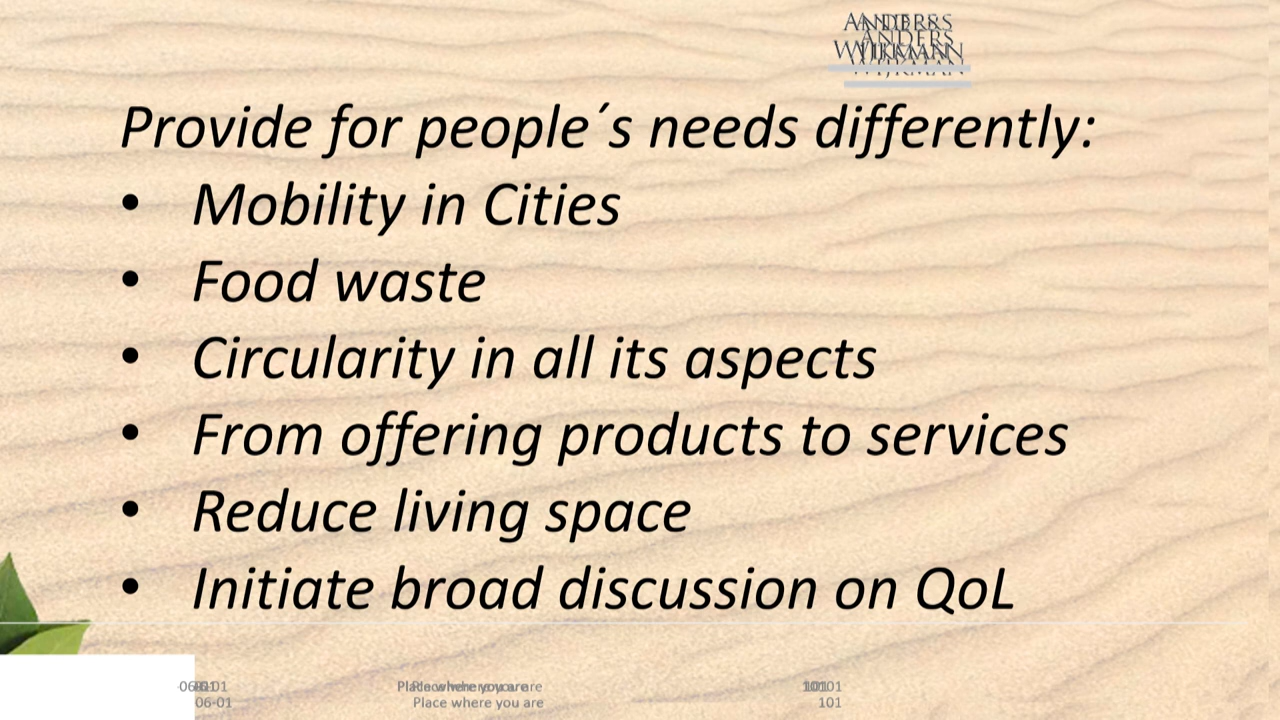 ANDERS
WIJKMAN
Provide for people´s needs differently:
• Mobility in Cities
• Food waste
• Circularity in all its aspects
• From offering products to services
• Reduce living space
• Initiate broad discussion on QoL
06-01 Place where you are 101